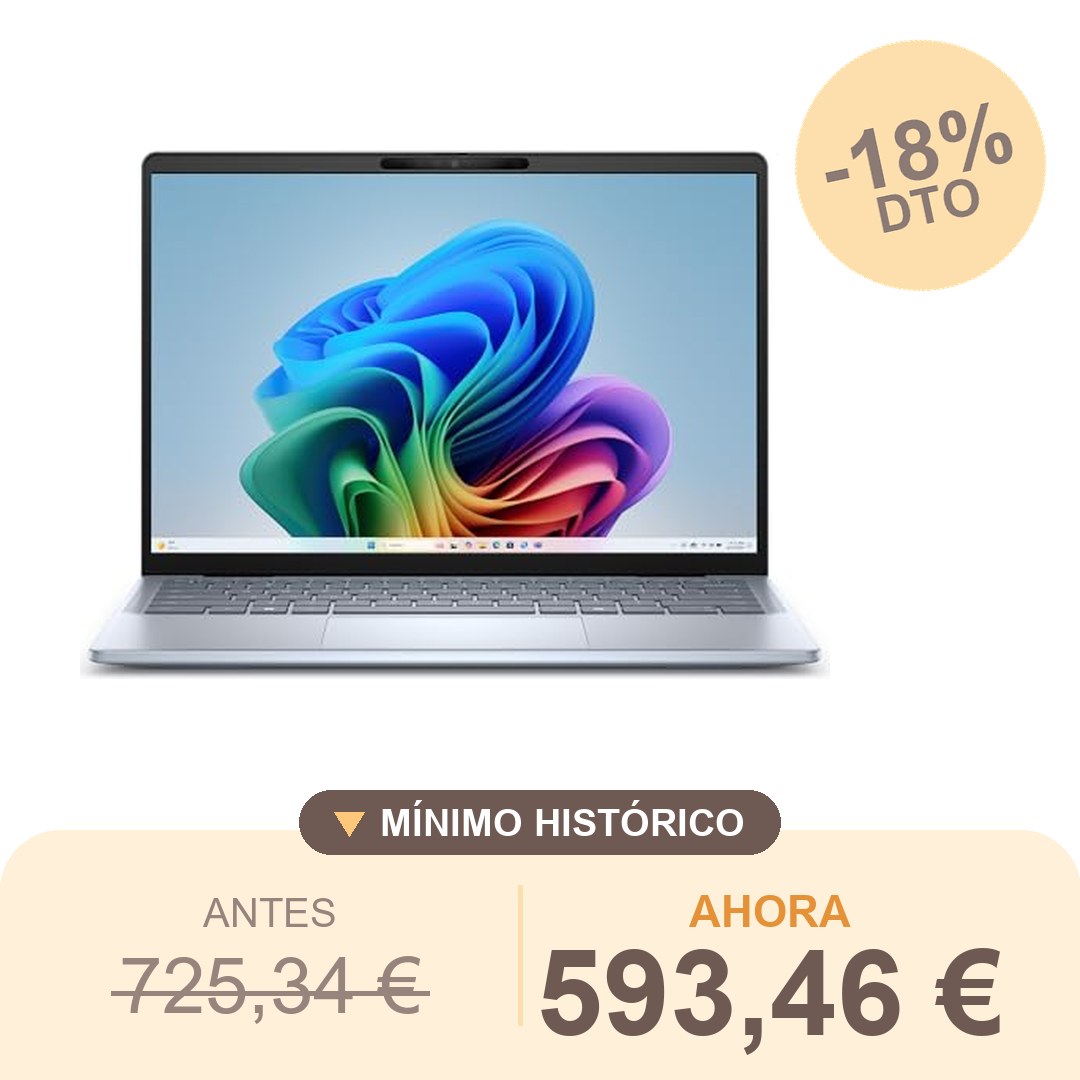 -18%
DTO
MÍNIMO HISTÓRICO
ANTES
725,34 €
AHORA
593,46 €